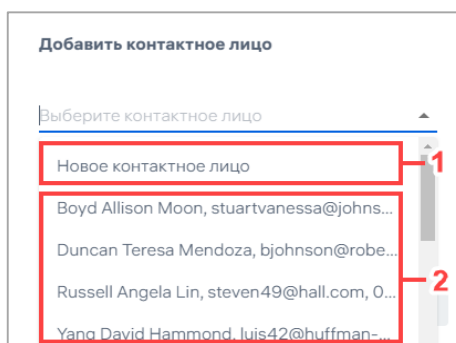 Добавить контактное лицо
Выберите контактное лицо
Новое контактное лицо
1
Boyd Allison Moon, stuartvanessa@johns...
Duncan Teresa Mendoza, bjohnson@robe...
Russell Angela Lin, steven49@hall.com, 0...
2
Yang David Hammond, luis42@huffman-...